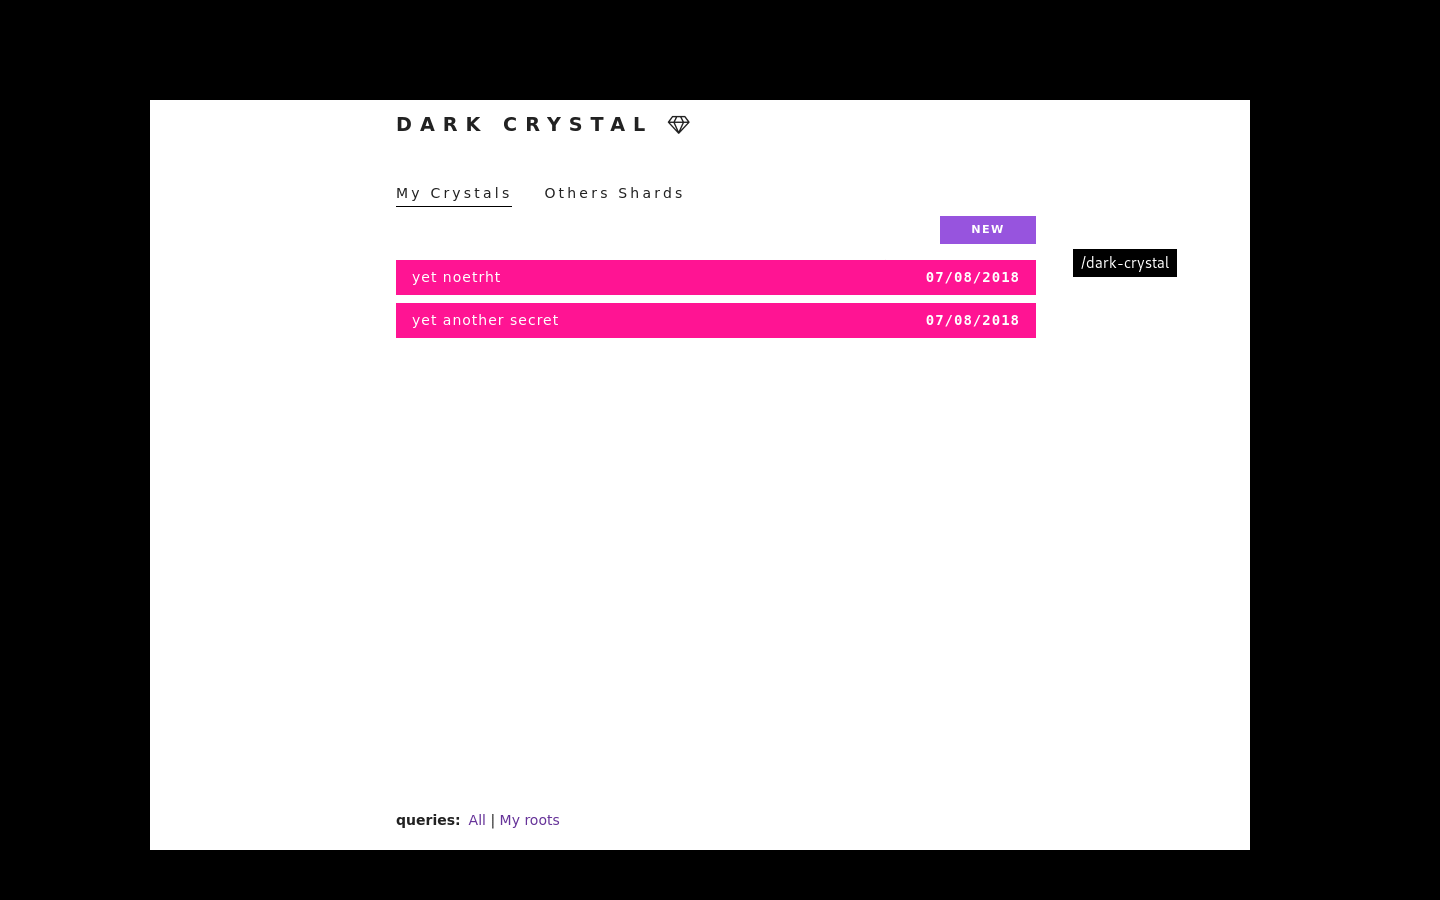 DARK CRYSTAL
My Crystals Others Shards
NEW
/dark-crystal
yet noetrht 07/08/2018
yet another secret 07/08/2018
queries: All | My roots